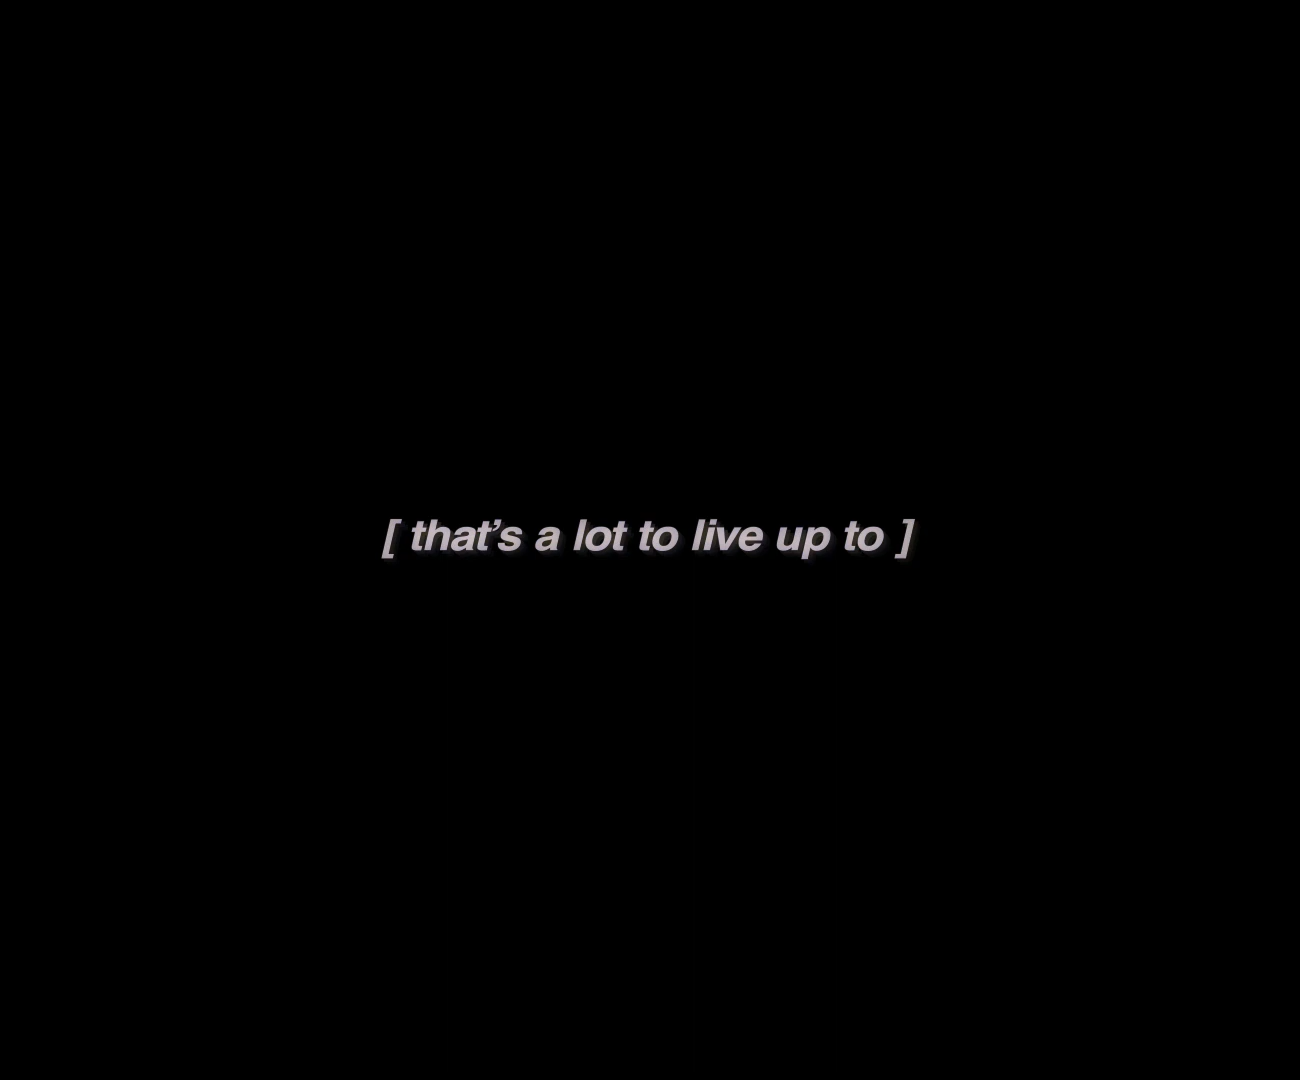 [ that’s a lot to live up to ]